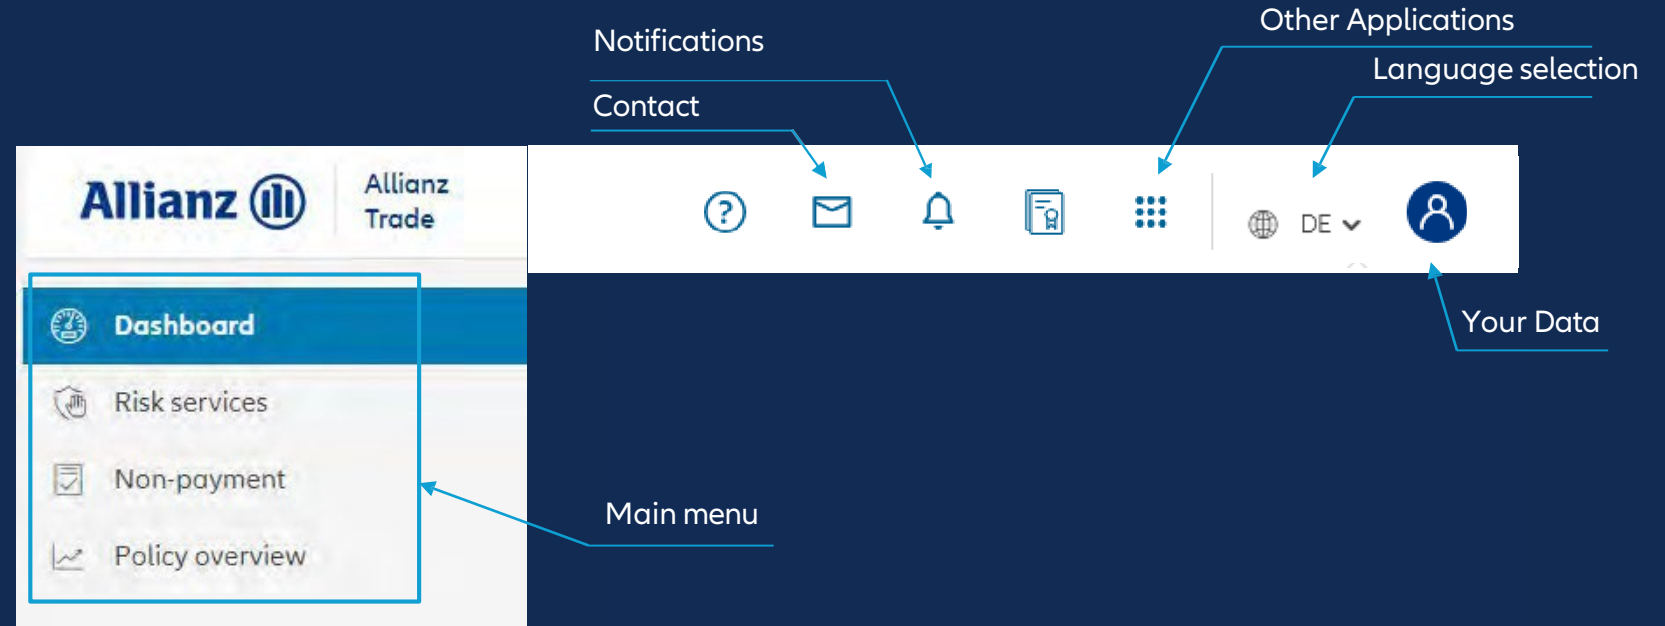 Other Applications
Notifications
Language selection
Contact
Allianz
Allianz
Trade
?
DE
Dashboard
Your Data
Risk services
Non-payment
Main menu
Policy overview